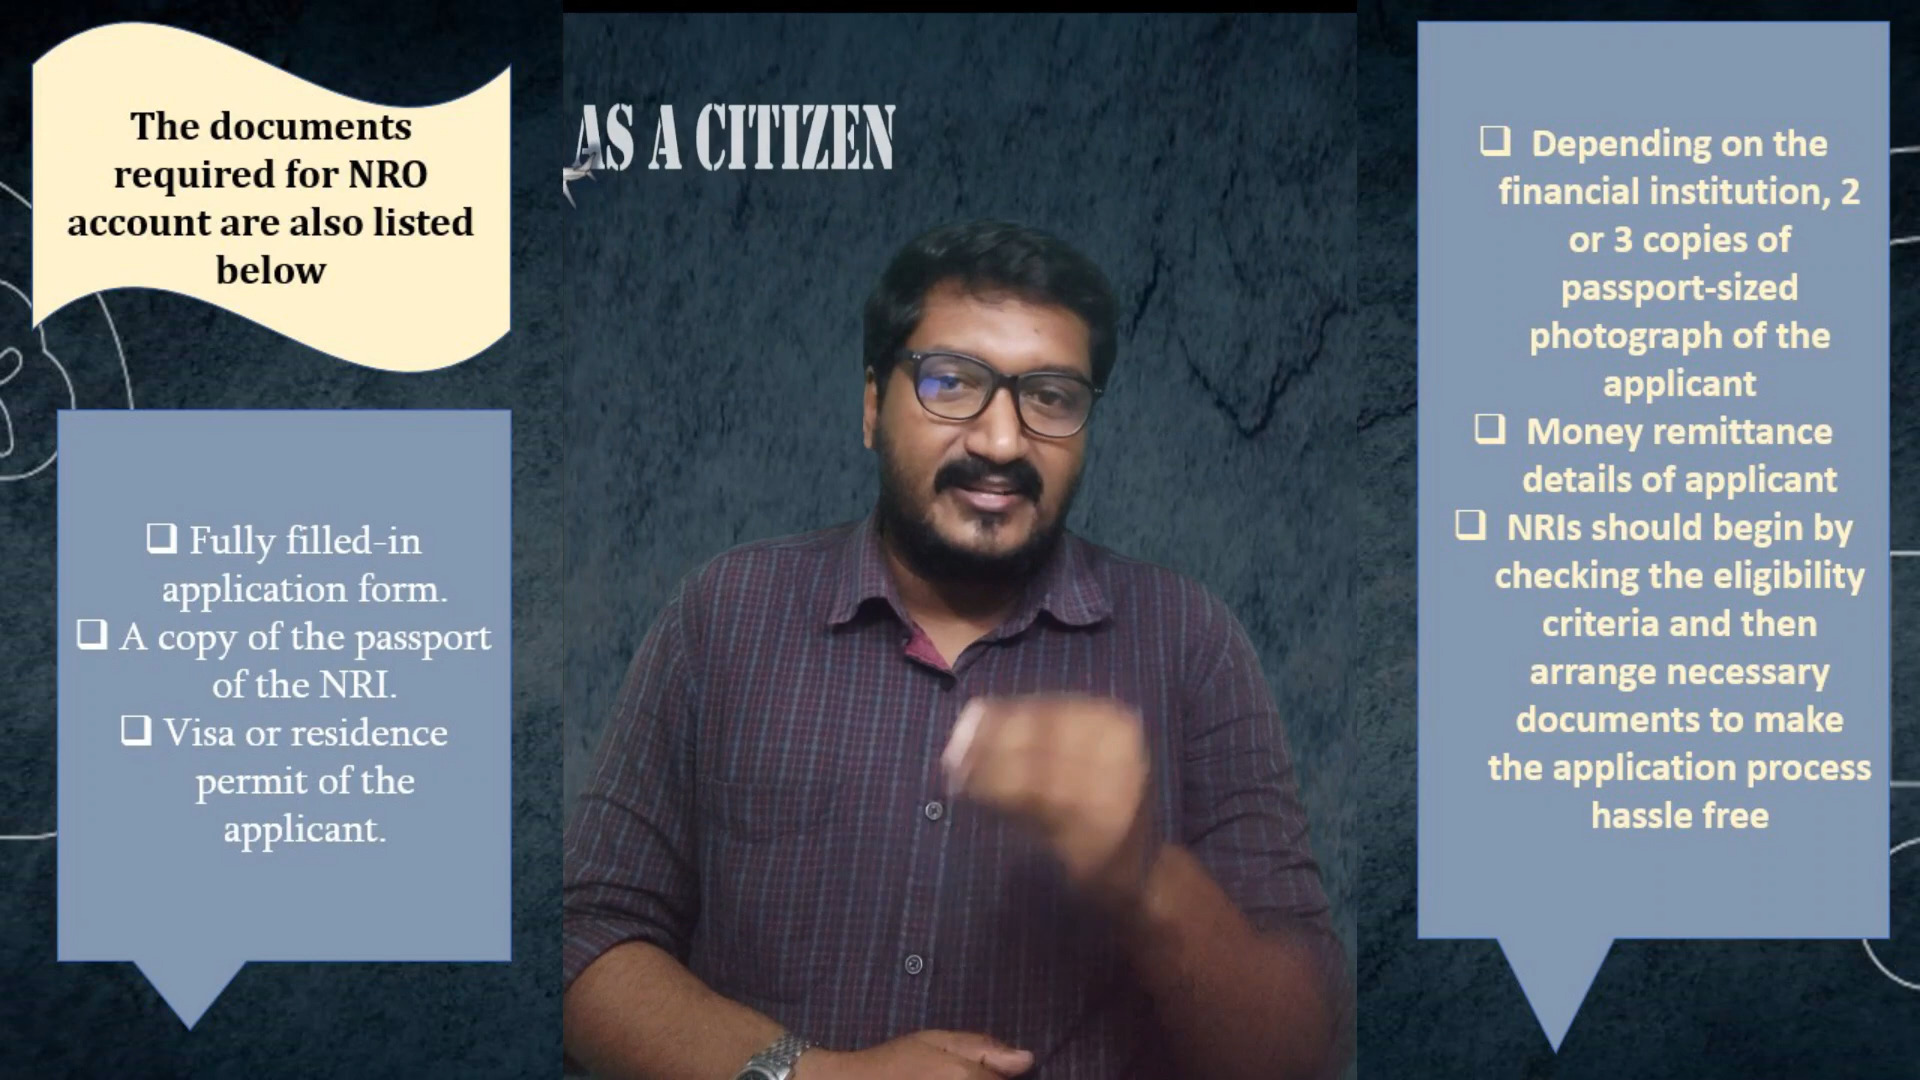 The documents
required for NRO
account are also listed
below
❑ Fully filled-in
application form.
❑ A copy of the passport
of the NRI.
❑ Visa or residence
permit of the
applicant.
AS A CITIZEN
❑ Depending on the
financial institution, 2
or 3 copies of
passport-sized
photograph of the
applicant
❑ Money remittance
details of applicant
❑ NRIs should begin by
checking the eligibility
criteria and then
arrange necessary
documents to make
the application process
hassle free